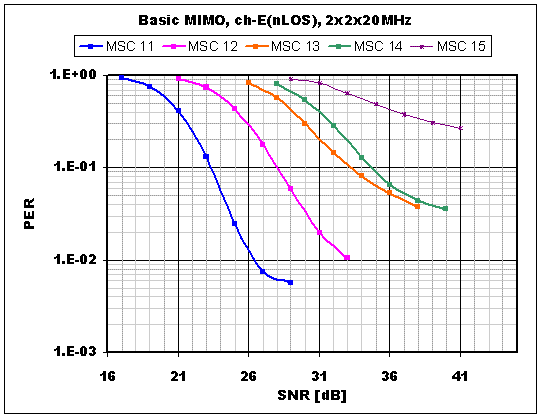 Basic MIMO, ch-E(nLOS), 2x2x20MHz
MSC 11 MSC 12 MSC 13 MSC 14 MSC 15
1.E+00
1.E-01
1.E-02
1.E-03
PER
16 21 26 31 36 41
SNR [dB]